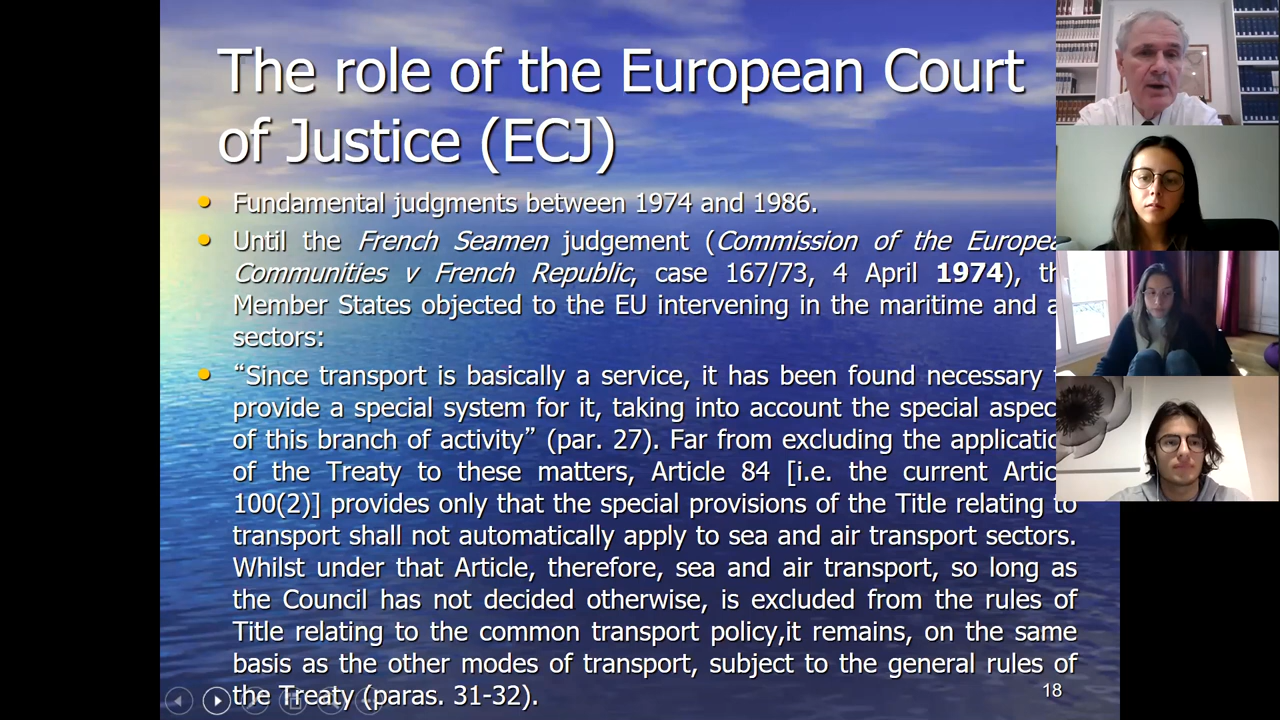 The role of the European Court
of Justice (ECJ)
Fundamental judgments between 1974 and 1986.
Until the French Seamen judgement (Commission of the
Communities v French Republic, case 167/73, 4 April 1974),
Member States objected to the EU intervening in the maritime and
sectors:
“Since transport is basically a service, it has been found necessary
provide a special system for it, taking into account the special
of this branch of activity” (par. 27). Far from excluding the
of the Treaty to these matters, Article 84 [i.e. the current
100(2)] provides only that the special provisions of the Title relating to
transport shall not automatically apply to sea and air transport sectors.
Whilst under that Article, therefore, sea and air transport, so long as
the Council has not decided otherwise, is excluded from the rules of
Title relating to the common transport policy,it remains, on the same
basis as the other modes of transport, subject to the general rules of
the Treaty (paras. 31-32).
18